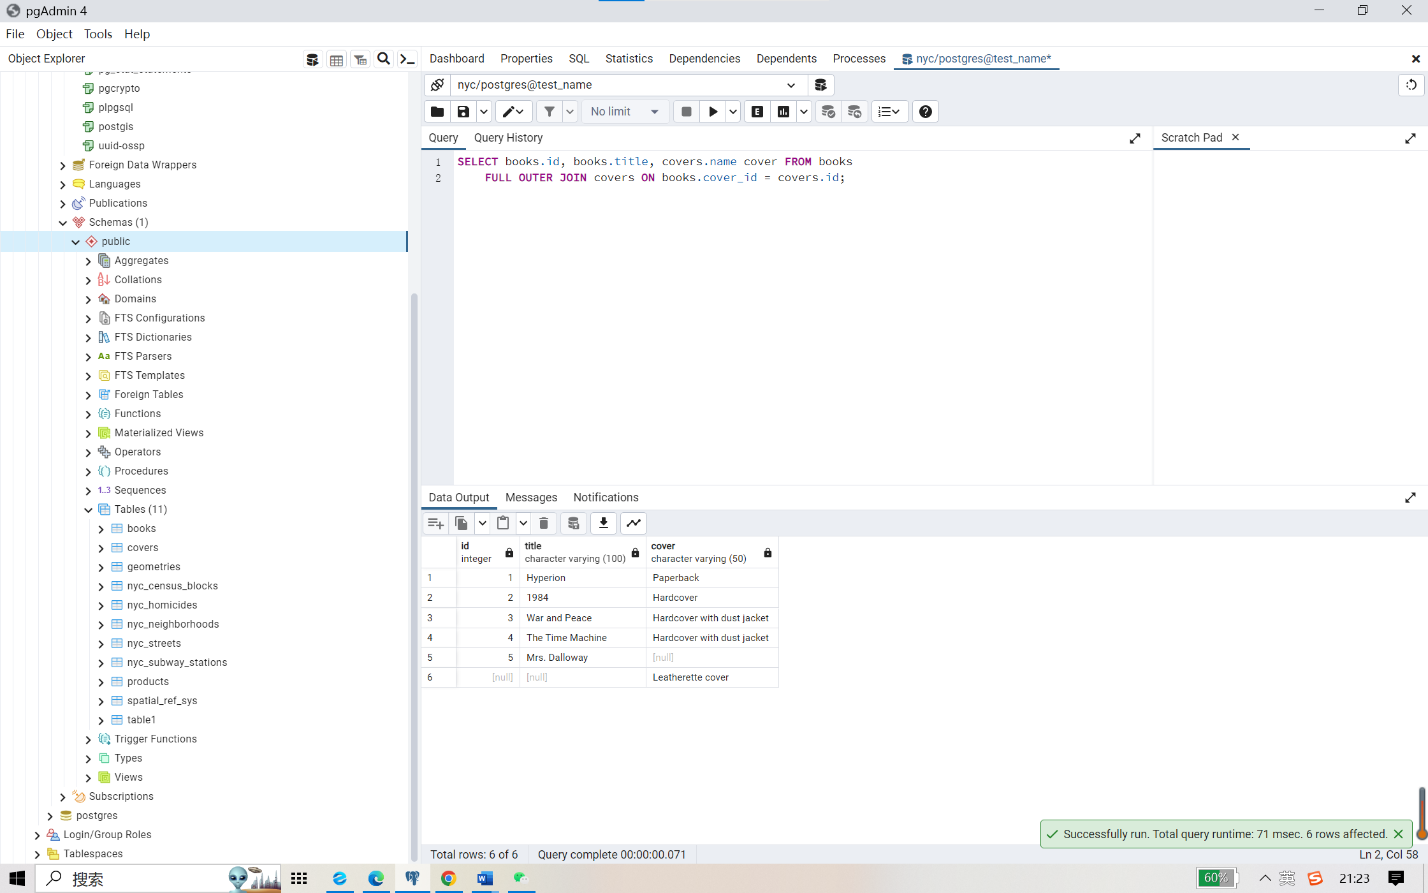 pgAdmin 4
File Object Tools Help
Object Explorer
Dashboard Properties SQL Statistics Dependencies Dependents Processes nyc/postgres@test_name*
pg_stat_statements
pgcrypto
plpgsql
postgis
uuid-ossp
Foreign Data Wrappers
Languages
Publications
Schemas (1)
public
Aggregates
Collations
Domains
FTS Configurations
FTS Dictionaries
Aa FTS Parsers
FTS Templates
Foreign Tables
Functions
Materialized Views
Operators
Procedures
1..3 Sequences
Tables (11)
books
covers
geometries
nyc_census_blocks
nyc_homicides
nyc_neighborhoods
nyc_streets
nyc_subway_stations
products
spatial_ref_sys
table1
Trigger Functions
Types
Views
Subscriptions
postgres
Login/Group Roles
Tablespaces
nyc/postgres@test_name
No limit
E
Query Query History
Scratch Pad
1 SELECT books.id, books.title, covers.name cover FROM books
2 FULL OUTER JOIN covers ON books.cover_id = covers.id;
Data Output Messages Notifications
id title cover
integer character varying (100) character varying (50)
1 1 Hyperion Paperback
2 2 1984 Hardcover
3 3 War and Peace Hardcover with dust jacket
4 4 The Time Machine Hardcover with dust jacket
5 5 Mrs. Dalloway [null]
6 [null] [null] Leatherette cover
Successfully run. Total query runtime: 71 msec. 6 rows affected.
Total rows: 6 of 6 Query complete 00:00:00.071
Ln 2, Col 58
搜索
60%
英
21:23